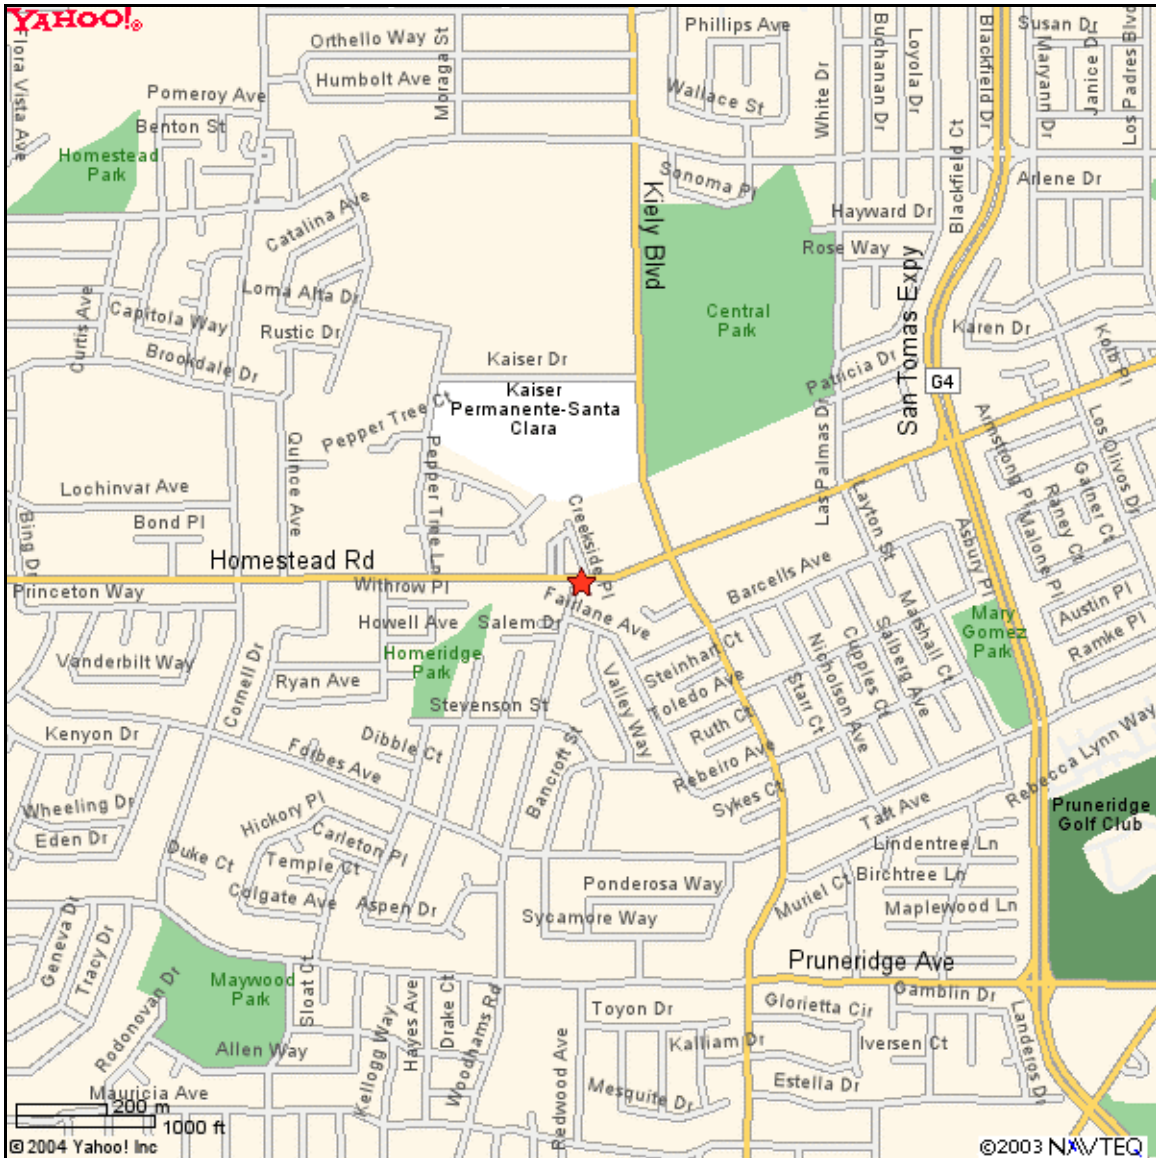 YAHOO!®
Flora Vista Ave
Orthello Way
Humbolt Ave
Moraga St
Pomeroy Ave
Benton St
Homestead
Park
Catalina Ave
Loma Alta Dr
Capitola Way
Curtis Ave
Rustic Dr
Brookdale Dr
Phillips Ave
Wallace St
White Dr
Buchanan Dr
Loyola Dr
Blackfield Dr
Blackfield Ct
Susan Dr
Maryann Dr
Janice Dr
Los Padres Blvd
Sonoma Pl
Arlene Dr
Hayward Dr
Rose Way
Kiely Blvd
San Tomas Expy
Central
Park
Karen Dr
Kolb Pl
Kaiser Dr
Kaiser
Permanente-Santa
Clara
Patricia Dr
G4
Pepper Tree Ct
Pepper Tree Ln
Quince Ave
Las Palmas Dr
Armstrong Pl
Los Olivos Dr
Gainer Ct
Raney Ct
Malone Pl
Lochinvar Ave
Bond Pl
Bing Dr
Creekside Pl
Layton St
Asbury Pl
Homestead Rd
Withrow Pl
Princeton Way
Fairlane Ave
Barcells Ave
Austin Pl
Ramke Pl
Mary
Gomez
Park
Howell Ave
Salem Dr
Homeridge
Park
Vanderbilt Way
Cornell Dr
Ryan Ave
Steinhart Ct
Toledo Ave
Ruth Ct
Rebeiro Ave
Sykes Ct
Starr Ct
Nicholson Ave
Cupples Ct
Salberg Ave
Marshall Ct
Valley Way
Stevenson St
Bancroft St
Dibble Ct
Forbes Ave
Kenyon Dr
Wheeling Dr
Eden Dr
Hickory Pl
Carleton Pl
Temple Ct
Colgate Ave
Aspen Dr
Duke Ct
Rebecca Lynn Way
Taft Ave
Pruneridge
Golf Club
Lindentree Ln
Birchtree Ln
Maplewood Ln
Muriel Ct
Ponderosa Way
Sycamore Way
Pruneridge Ave
Geneva Dr
Tracy Dr
Rodonovan Dr
Maywood
Park
Sloat Ct
Allen Way
Mauricia Ave
Kellogg Way
Hayes Ave
Drake Ct
Woodhams Rd
Redwood Ave
Toyon Dr
Kalliam Dr
Mesquite Dr
Glorietta Cir
Gamblin Dr
Iversen Ct
Estella Dr
Landeros Dr
200 m
1000 ft
©2004 Yahoo! Inc
©2003 NAVTEQ